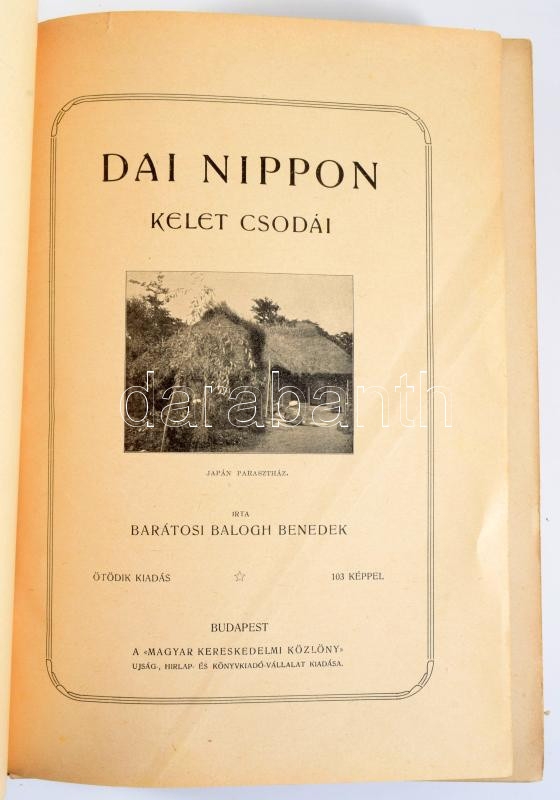 DAI NIPPON
KELET CSODÁI
darabanth
JAPÁN PARASZTHÁZ.
IRTA
BARÁTOSI BALOGH BENEDEK
ÖTÖDIK KIADÁS ☆ 103 KÉPPEL
BUDAPEST
A «MAGYAR KERESKEDELMI KÖZLÖNY»
UJSÁG-, HIRLAP- ÉS KÖNYVKIADÓ-VÁLLALAT KIADÁSA.